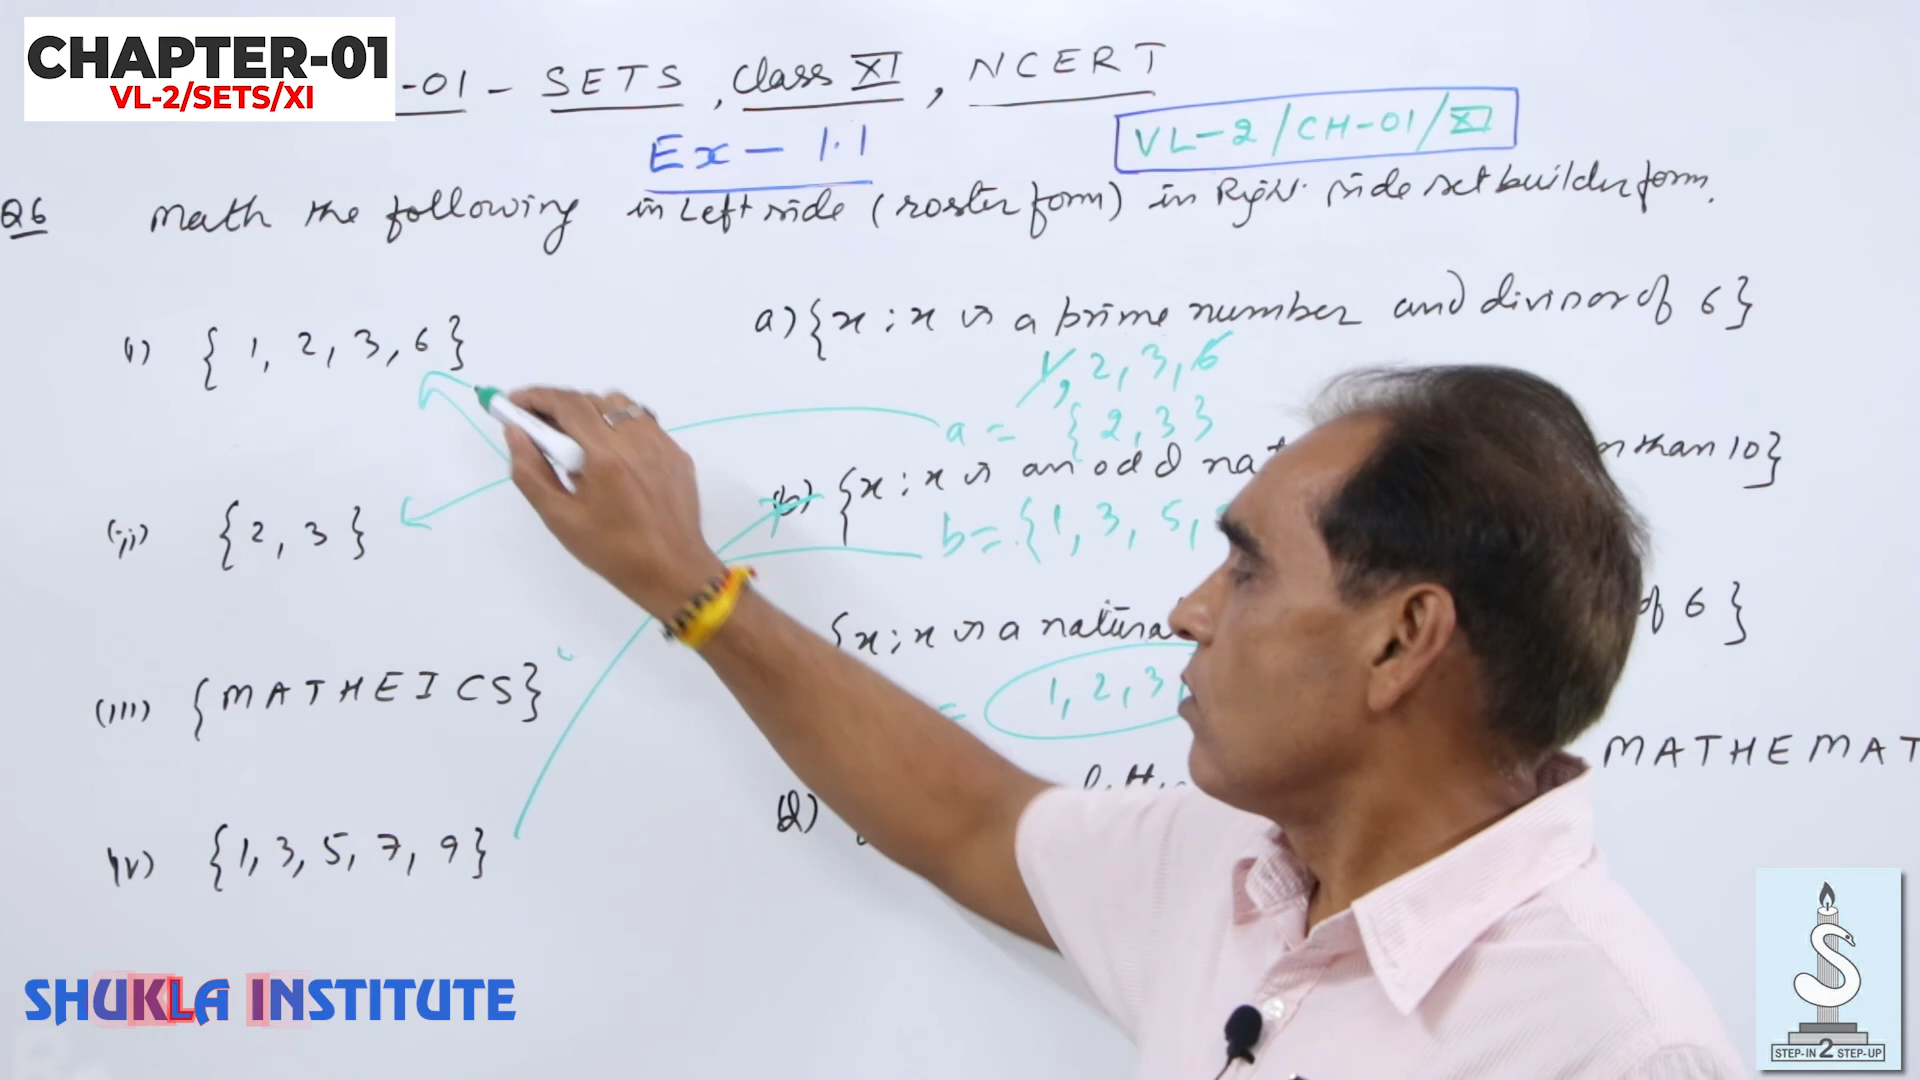 CHAPTER-01
VL-2/SETS/XI
-01 - SETS, Class XI, NCERT
Ex - 1.1
VL-2/CH-01/XI
Q6 Math the following in Left side (roster form) in Right side set builder form.
(i) {1, 2, 3, 6}
a) {x : x is a prime number and divisor of 6}
1, 2, 3, 6
a = {2, 3}
(ii) {2, 3}
(b) {x : x is an odd nat than 10}
b = {1, 3, 5,
{x : x is a natural of 6}
= 1, 2, 3
(iii) {MATHEICS}
MATHEMAT
(d)
(iv) {1, 3, 5, 7, 9}
SHUKLA INSTITUTE
S
STEP-IN 2 STEP-UP